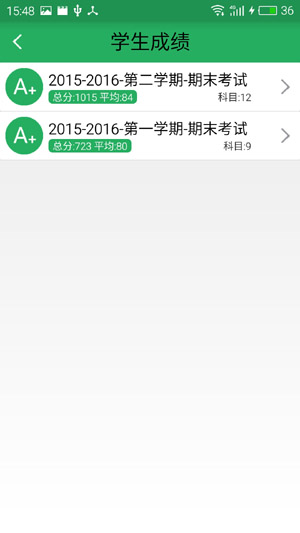 15:48
4G
36
学生成绩
A+
2015-2016-第二学期-期末考试
总分:1015 平均:84
科目:12
A+
2015-2016-第一学期-期末考试
总分:723 平均:80
科目:9